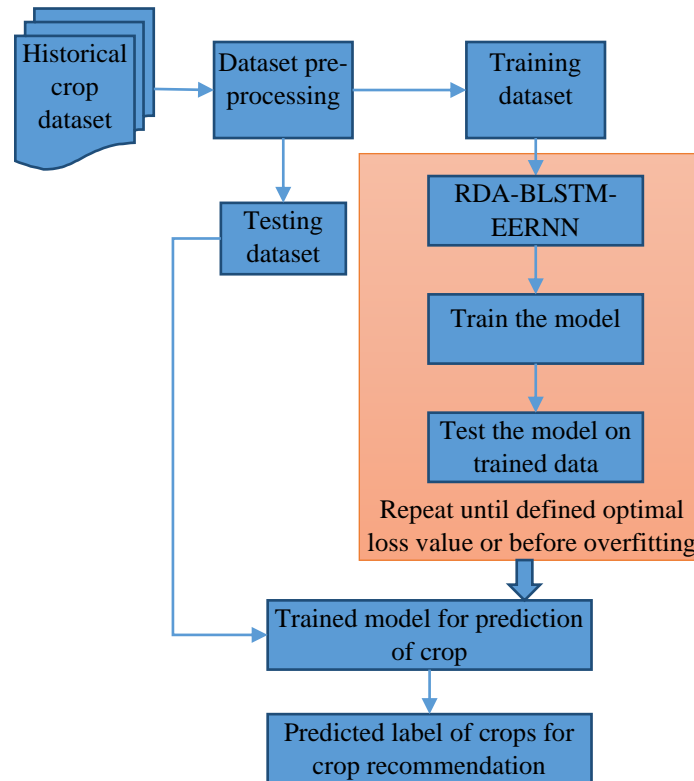 Historical
crop
dataset
Dataset pre-
processing
Training
dataset
RDA-BLSTM-
EERNN
Testing
dataset
Train the model
Test the model on
trained data
Repeat until defined optimal
loss value or before overfitting
Trained model for prediction
of crop
Predicted label of crops for
crop recommendation